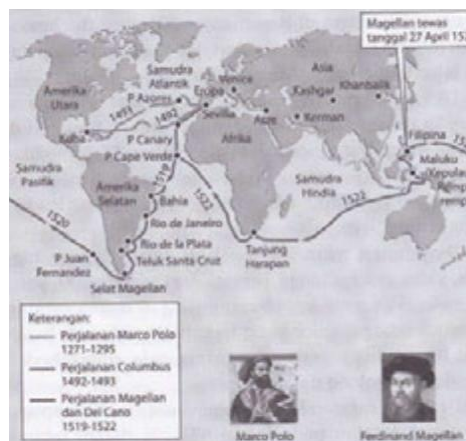 Magellan tewas
tanggal 27 April
Amerika
Utara
Samudra
Atlantik
P Azores
Eropa
Venice
Asia
Kashgar
Khanbalik
1493
1492
Sevilla
Acre
Kerman
Kuba
P Canary
Afrika
Filipina
P Cape Verde
Maluku
(Kepulauan
Samudra
Pasifik
Amerika
Selatan
1519
Bahia
1522
Samudra
Hindia
1522
Rio de Janeiro
1520
Rio de la Plata
P Juan
Fernandez
Teluk Santa Cruz
Tanjung
Harapan
Selat Magellan
Keterangan:
Perjalanan Marco Polo
1271-1295
Perjalanan Columbus
1492-1493
Perjalanan Magellan
dan Del Cano
1519-1522
Marco Polo
Ferdinand Magellan